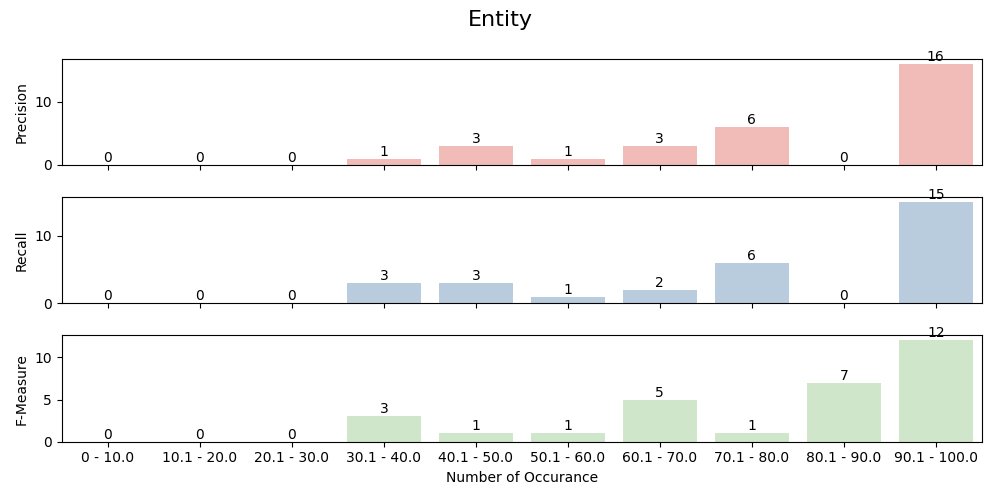 Entity
Precision
10
0
0 0 0 1 3 1 3 6 0 16
Recall
10
0
0 0 0 3 3 1 2 6 0 15
F-Measure
10
5
0
0 0 0 3 1 1 5 1 7 12
0 - 10.0 10.1 - 20.0 20.1 - 30.0 30.1 - 40.0 40.1 - 50.0 50.1 - 60.0 60.1 - 70.0 70.1 - 80.0 80.1 - 90.0 90.1 - 100.0
Number of Occurance